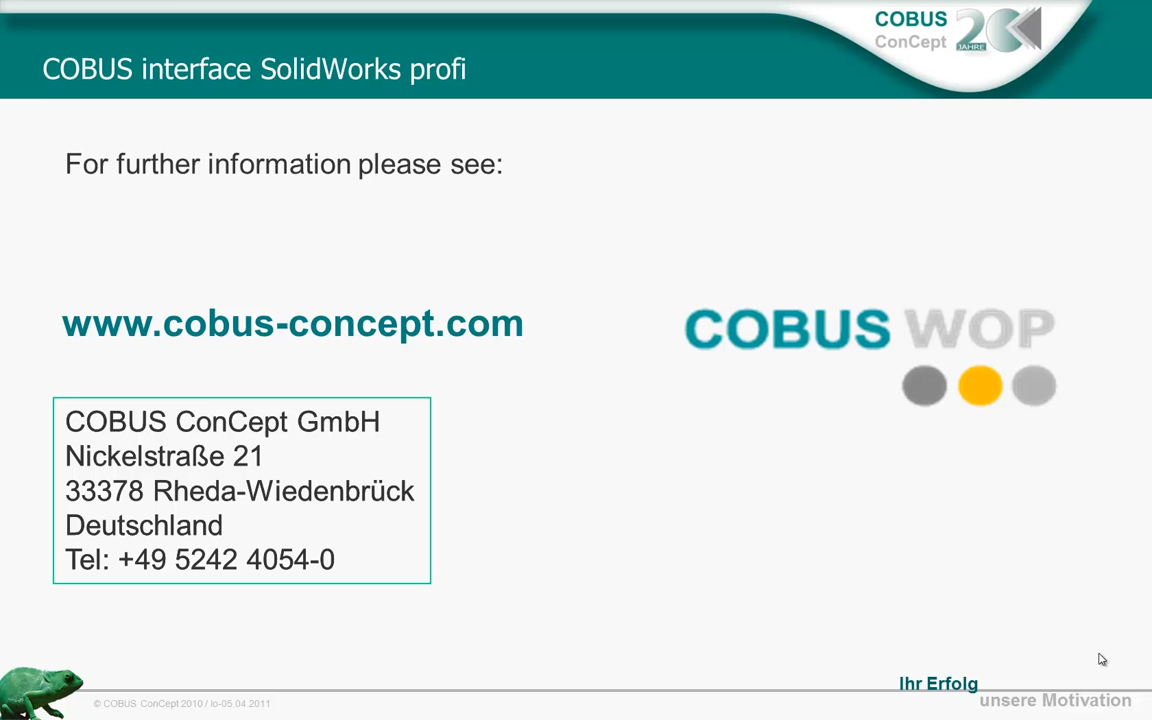 COBUS
ConCept
20
JAHRE
COBUS interface SolidWorks profi
For further information please see:
www.cobus-concept.com
COBUS WOP
COBUS ConCept GmbH
Nickelstraße 21
33378 Rheda-Wiedenbrück
Deutschland
Tel: +49 5242 4054-0
Ihr Erfolg
unsere Motivation
© COBUS ConCept 2010 / lo-05.04.2011